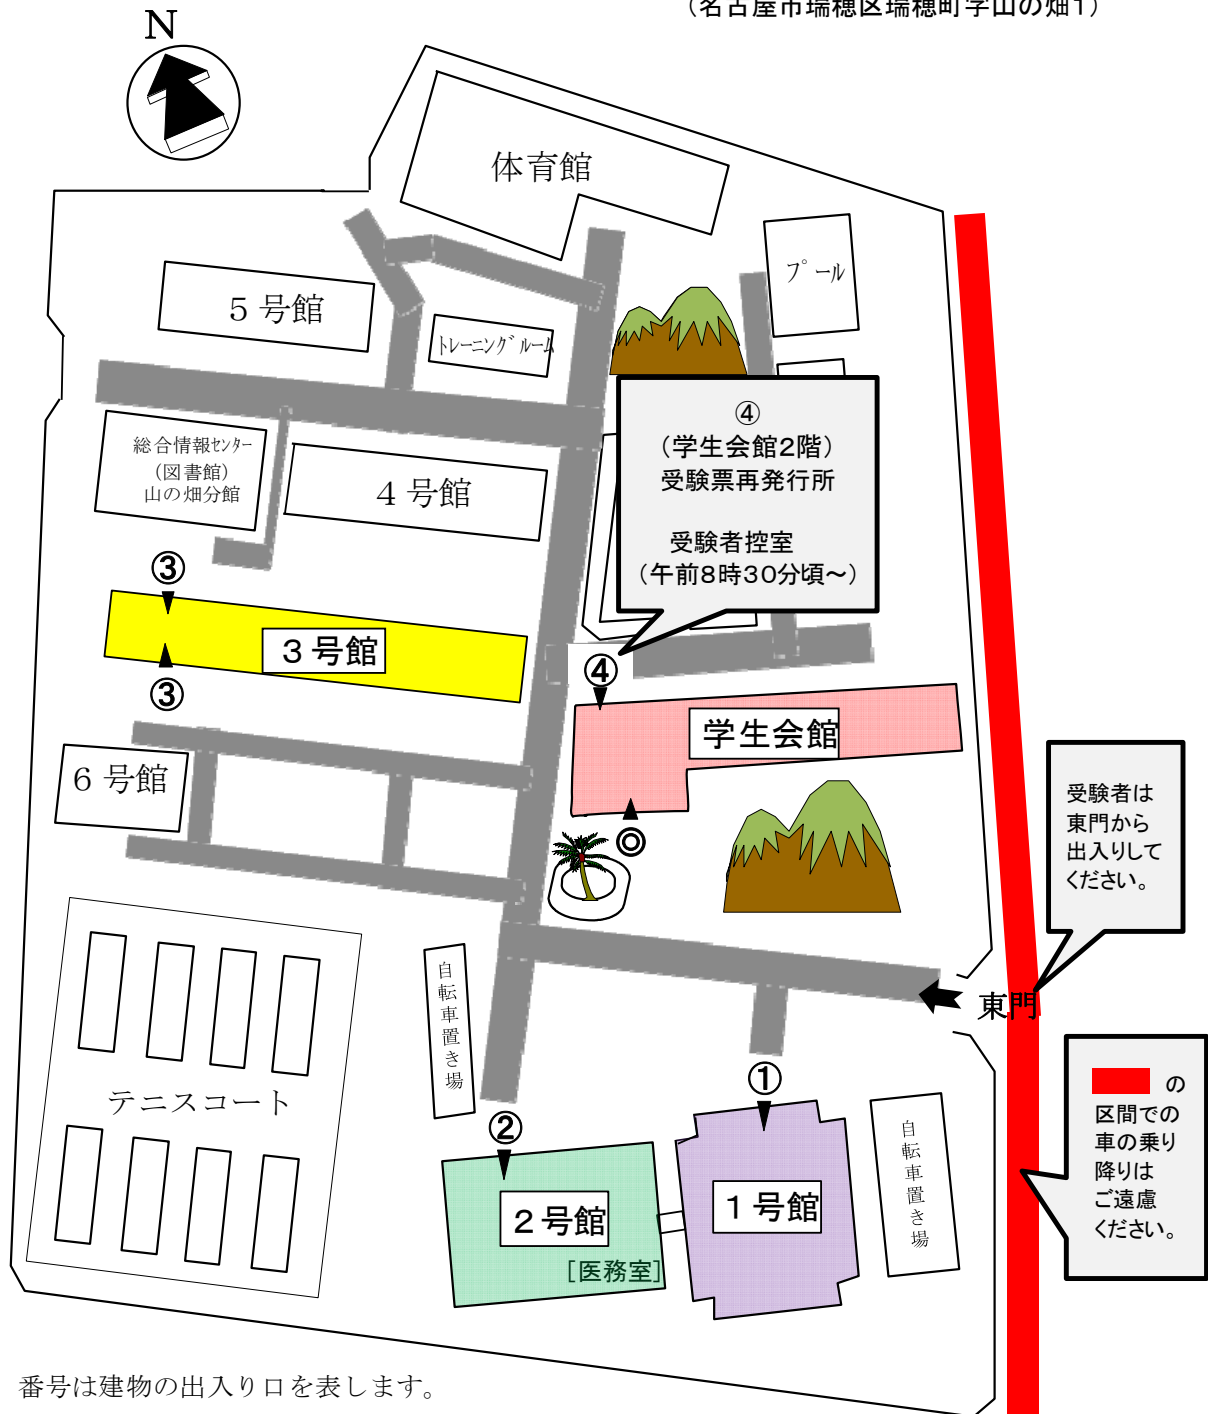 (名古屋市瑞穂区瑞穂町字山の畑1)
N
体育館
プール
5号館
トレーニングルーム
④
(学生会館2階)
受験票再発行所
受験者控室
(午前8時30分頃~)
総合情報センター
(図書館)
山の畑分館
4号館
③
3号館
③
④
学生会館
6号館
◎
受験者は
東門から
出入りして
ください。
東門
自転車置き場
テニスコート
①
②
の
区間での
車の乗り
降りは
ご遠慮
ください。
自転車置き場
1号館
2号館
[医務室]
番号は建物の出入り口を表します。